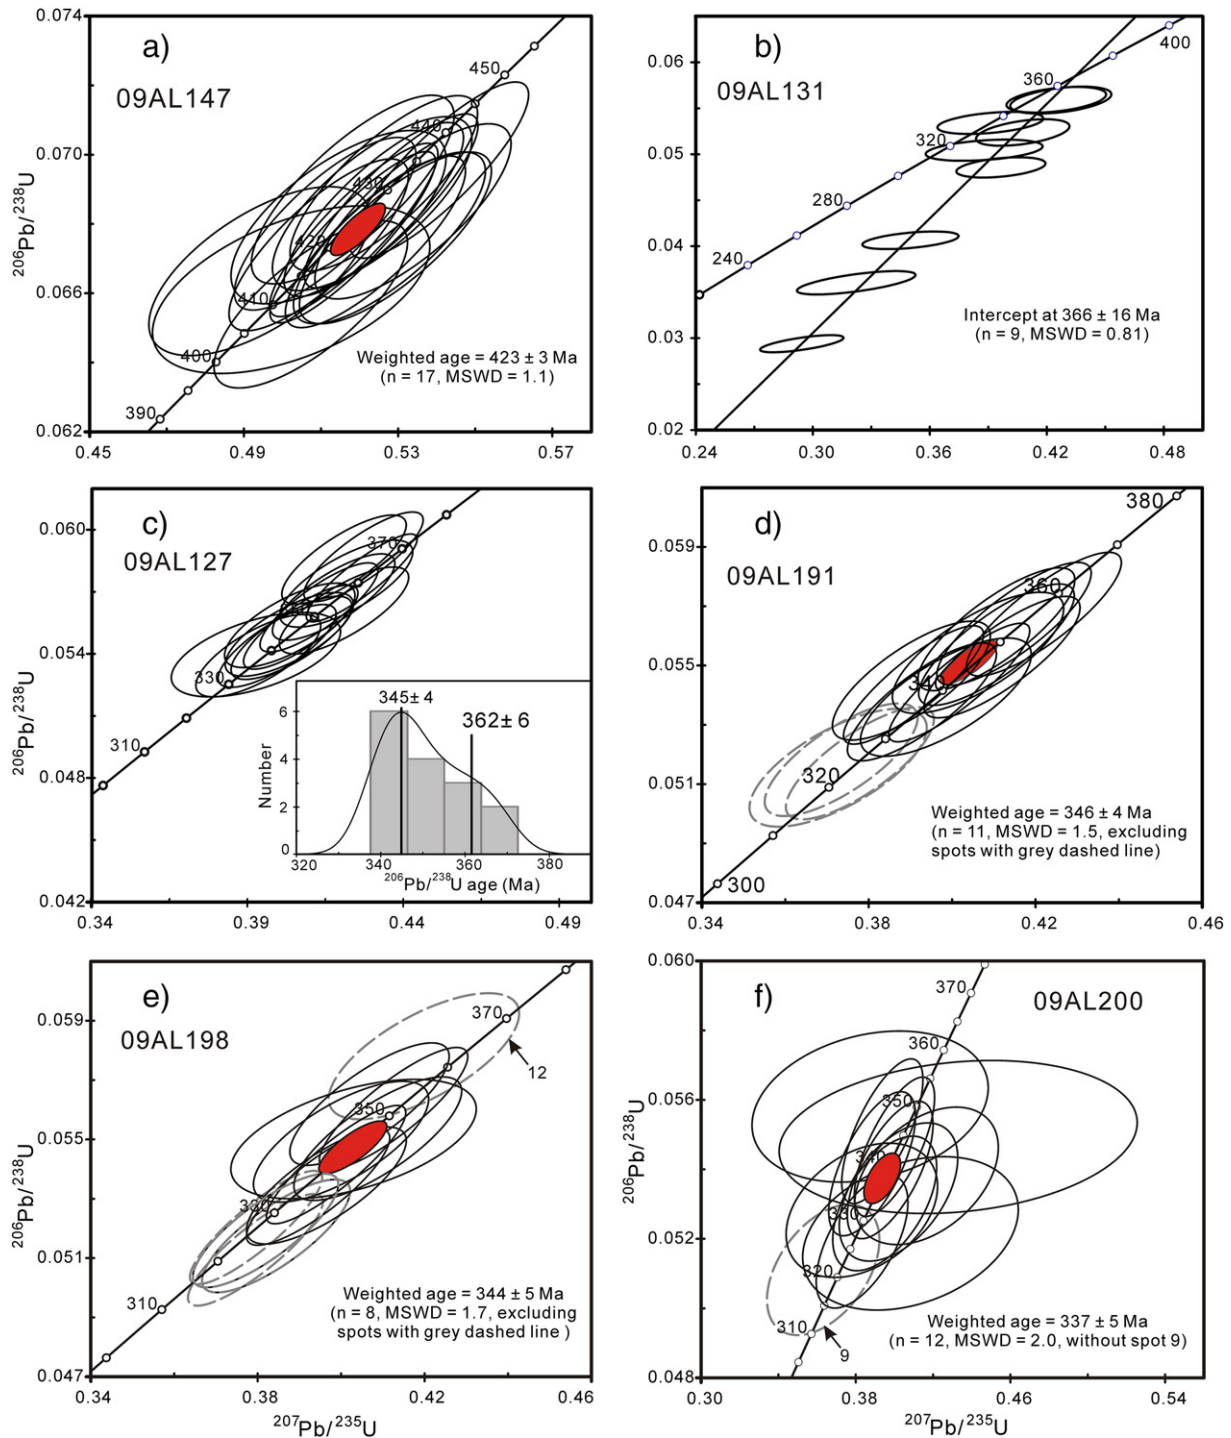 a)
09AL147
0.074
0.070
0.066
0.062
²⁰⁶Pb/²³⁸U
450
440
430
420
410
400
390
Weighted age = 423 ± 3 Ma
(n = 17, MSWD = 1.1)
0.45
0.49
0.53
0.57
b)
09AL131
0.06
0.05
0.04
0.03
0.02
400
360
320
280
240
Intercept at 366 ± 16 Ma
(n = 9, MSWD = 0.81)
0.24
0.30
0.36
0.42
0.48
c)
09AL127
0.060
0.054
0.048
0.042
²⁰⁶Pb/²³⁸U
370
330
310
345± 4
362± 6
Number
6
4
2
0
320
340
360
380
²⁰⁶Pb/²³⁸U age (Ma)
0.34
0.39
0.44
0.49
d)
09AL191
0.059
0.055
0.051
0.047
380
360
340
320
300
Weighted age = 346 ± 4 Ma
(n = 11, MSWD = 1.5, excluding
spots with grey dashed line)
0.34
0.38
0.42
0.46
e)
09AL198
0.059
0.055
0.051
0.047
²⁰⁶Pb/²³⁸U
370
12
350
330
310
Weighted age = 344 ± 5 Ma
(n = 8, MSWD = 1.7, excluding
spots with grey dashed line )
0.34
0.38
0.42
0.46
²⁰⁷Pb/²³⁵U
f)
09AL200
0.060
0.056
0.052
0.048
²⁰⁶Pb/²³⁸U
370
360
350
340
330
320
310
9
Weighted age = 337 ± 5 Ma
(n = 12, MSWD = 2.0, without spot 9)
0.30
0.38
0.46
0.54
²⁰⁷Pb/²³⁵U